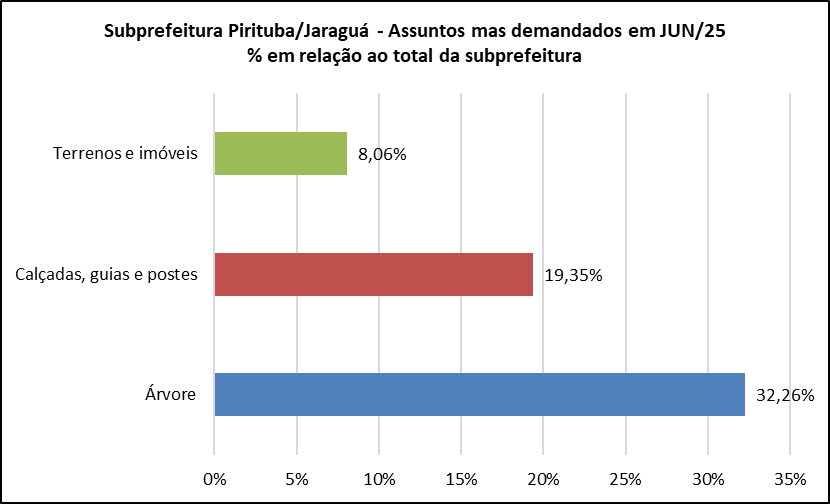 Subprefeitura Pirituba/Jaraguá - Assuntos mas demandados em JUN/25
% em relação ao total da subprefeitura
Terrenos e imóveis
8,06%
Calçadas, guias e postes
19,35%
Árvore
32,26%
0% 5% 10% 15% 20% 25% 30% 35%